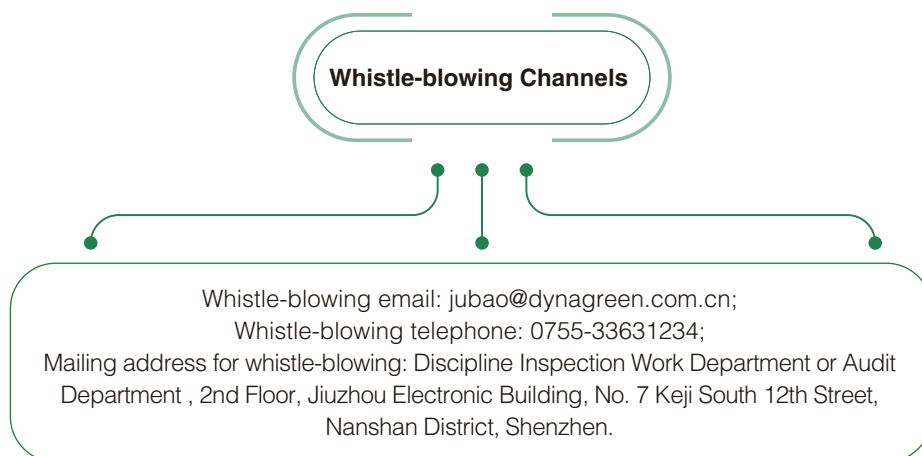 Whistle-blowing Channels
Whistle-blowing email: jubao@dynagreen.com.cn;
Whistle-blowing telephone: 0755-33631234;
Mailing address for whistle-blowing: Discipline Inspection Work Department or Audit
Department , 2nd Floor, Jiuzhou Electronic Building, No. 7 Keji South 12th Street,
Nanshan District, Shenzhen.